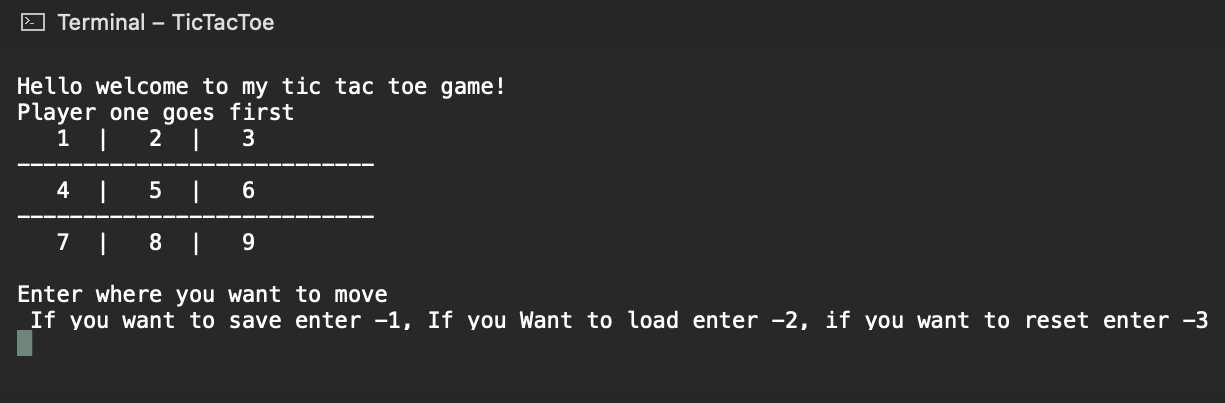 Terminal – TicTacToe
Hello welcome to my tic tac toe game!
Player one goes first
   1  |   2  |   3
---------------------------
   4  |   5  |   6
---------------------------
   7  |   8  |   9
Enter where you want to move
 If you want to save enter -1, If you Want to load enter -2, if you want to reset enter -3